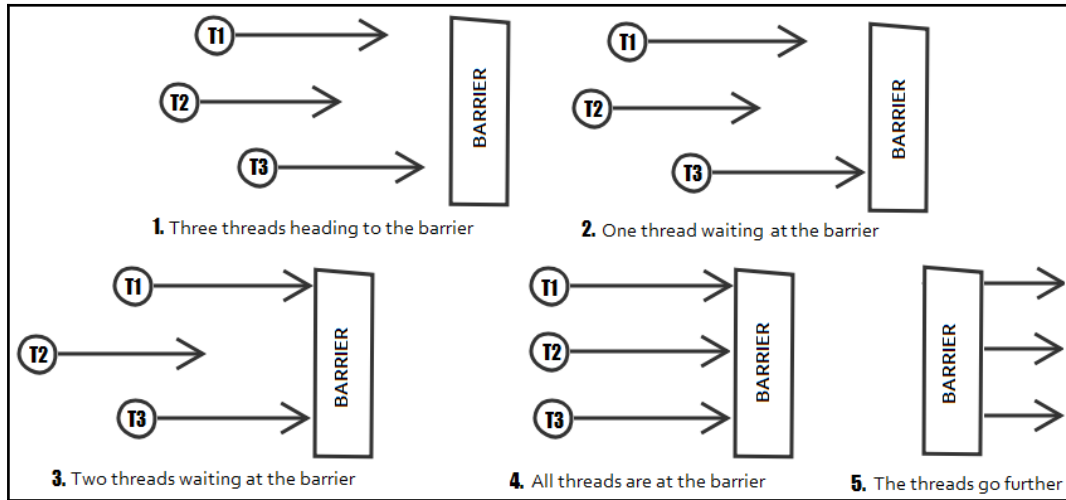 T1
T2
T3
BARRIER
1. Three threads heading to the barrier
T1
T2
T3
BARRIER
2. One thread waiting at the barrier
T1
T2
T3
BARRIER
3. Two threads waiting at the barrier
T1
T2
T3
BARRIER
4. All threads are at the barrier
BARRIER
5. The threads go further